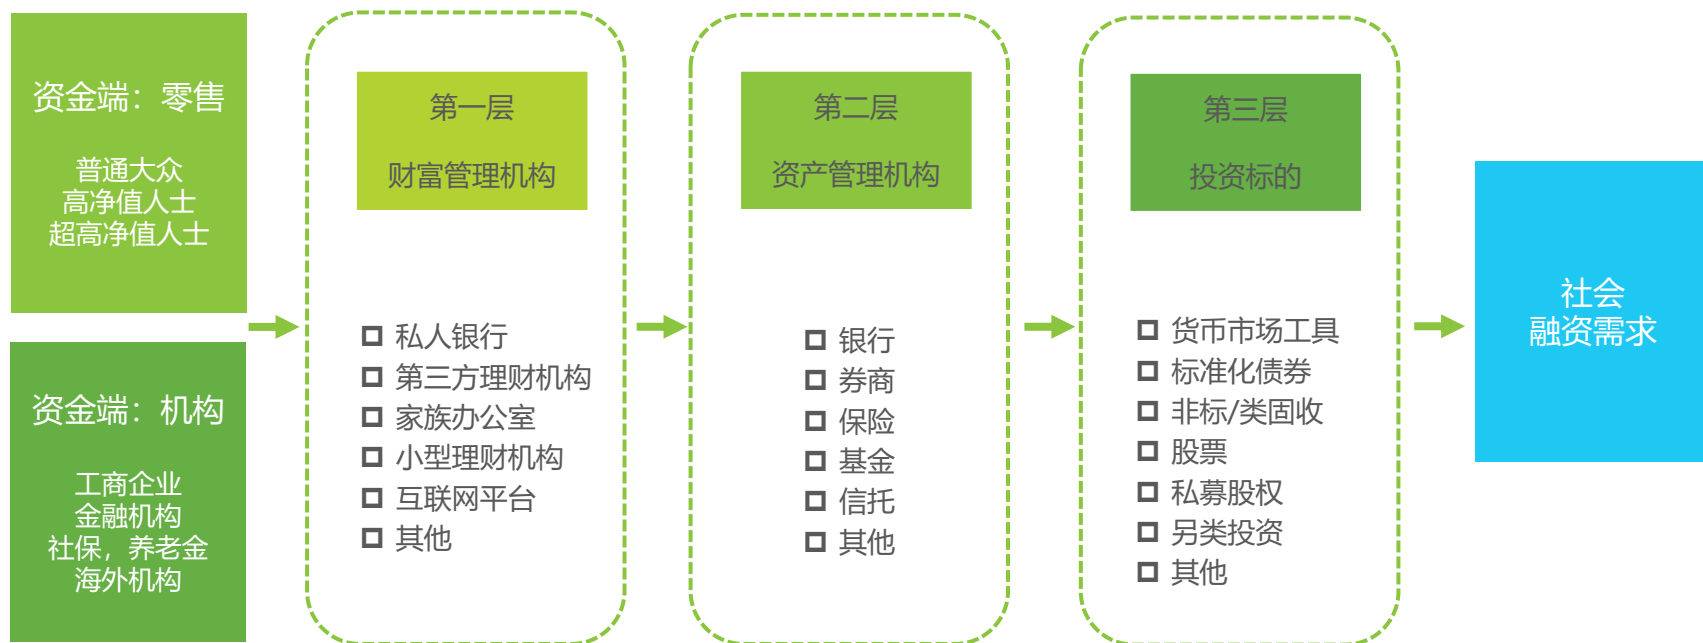 资金端：零售
普通大众
高净值人士
超高净值人士
资金端：机构
工商企业
金融机构
社保，养老金
海外机构
第一层
财富管理机构
私人银行
第三方理财机构
家族办公室
小型理财机构
互联网平台
其他
第二层
资产管理机构
银行
券商
保险
基金
信托
其他
第三层
投资标的
货币市场工具
标准化债券
非标/类固收
股票
私募股权
另类投资
其他
社会
融资需求